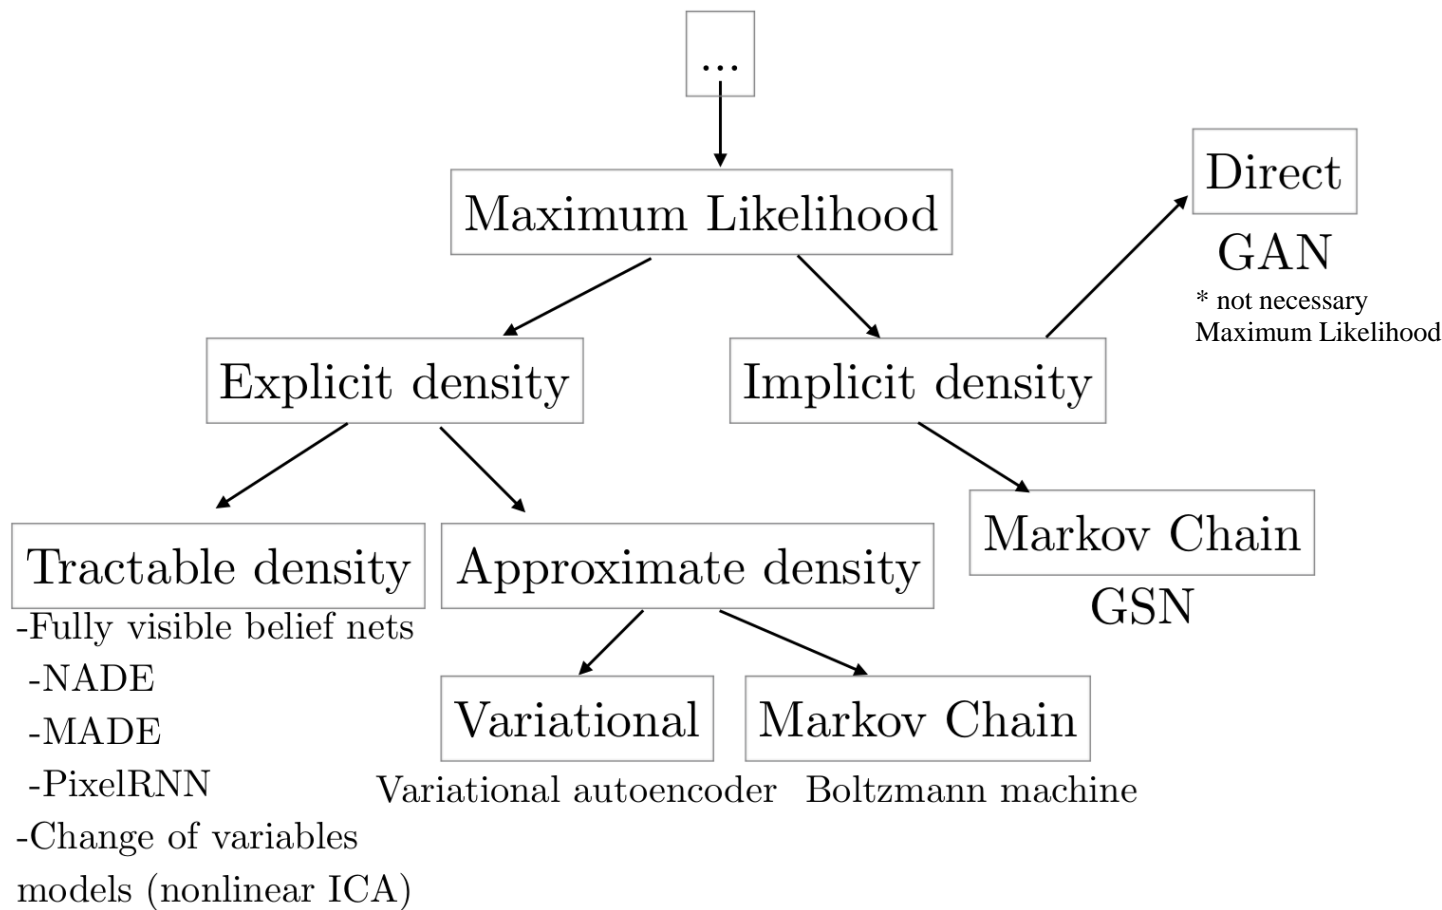 ...
Maximum Likelihood
Direct
GAN
* not necessary
Maximum Likelihood
Explicit density
Implicit density
Tractable density
-Fully visible belief nets
-NADE
-MADE
-PixelRNN
-Change of variables
models (nonlinear ICA)
Approximate density
Variational
Variational autoencoder
Markov Chain
Boltzmann machine
Markov Chain
GSN